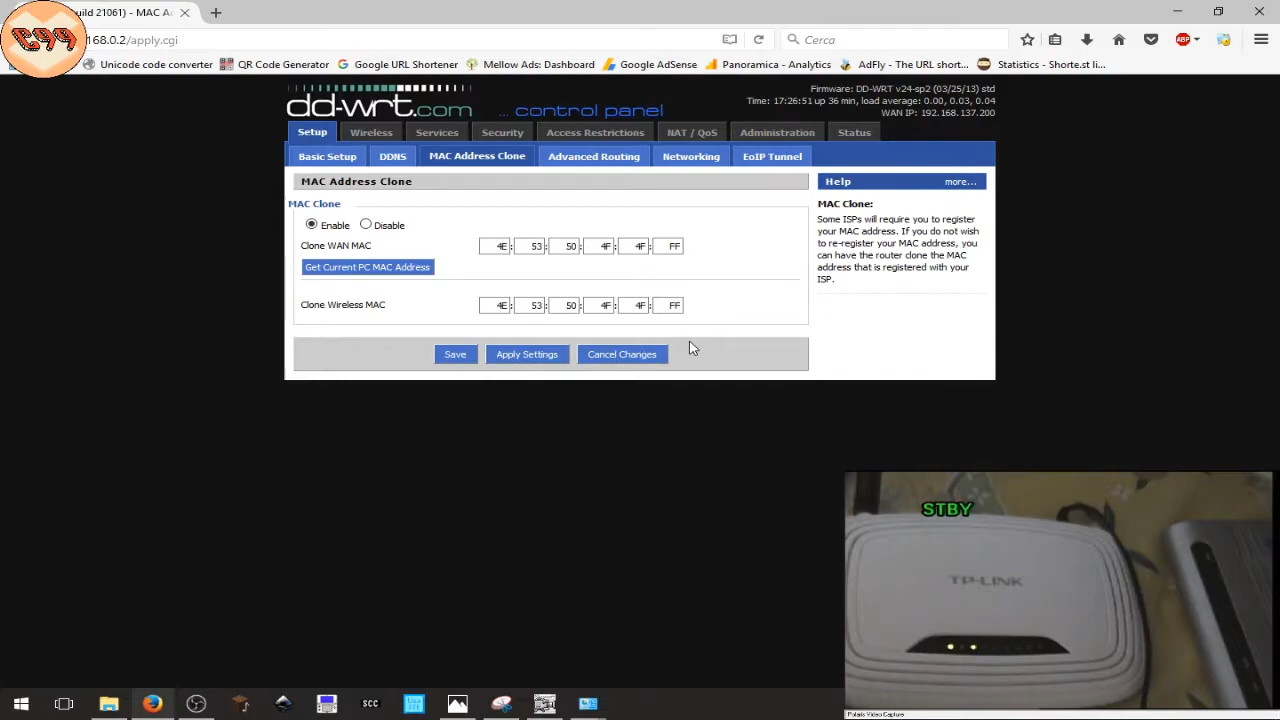 uild 21061) - MAC A
68.0.2/apply.cgi
Cerca
ABP
Unicode code converter
QR Code Generator
Google URL Shortener
Mellow Ads: Dashboard
Google AdSense
Panoramica - Analytics
AdFly - The URL short...
Statistics - Shorte.st l...
dd-wrt.com ... control panel
Firmware: DD-WRT v24-sp2 (03/25/13) std
Time: 17:26:51 up 36 min, load average: 0.00, 0.03, 0.04
WAN IP: 192.168.137.200
Setup Wireless Services Security Access Restrictions NAT / QoS Administration Status
Basic Setup DDNS MAC Address Clone Advanced Routing Networking EoIP Tunnel
MAC Address Clone
MAC Clone
Enable Disable
Clone WAN MAC 4E: 53: 50: 4F: 4F: FF
Get Current PC MAC Address
Clone Wireless MAC 4E: 53: 50: 4F: 4F: FF
Save Apply Settings Cancel Changes
Help more...
MAC Clone:
Some ISPs will require you to register
your MAC address. If you do not wish
to re-register your MAC address, you
can have the router clone the MAC
address that is registered with your
ISP.
STBY
TP-LINK
SCC
Polaris Video Capture